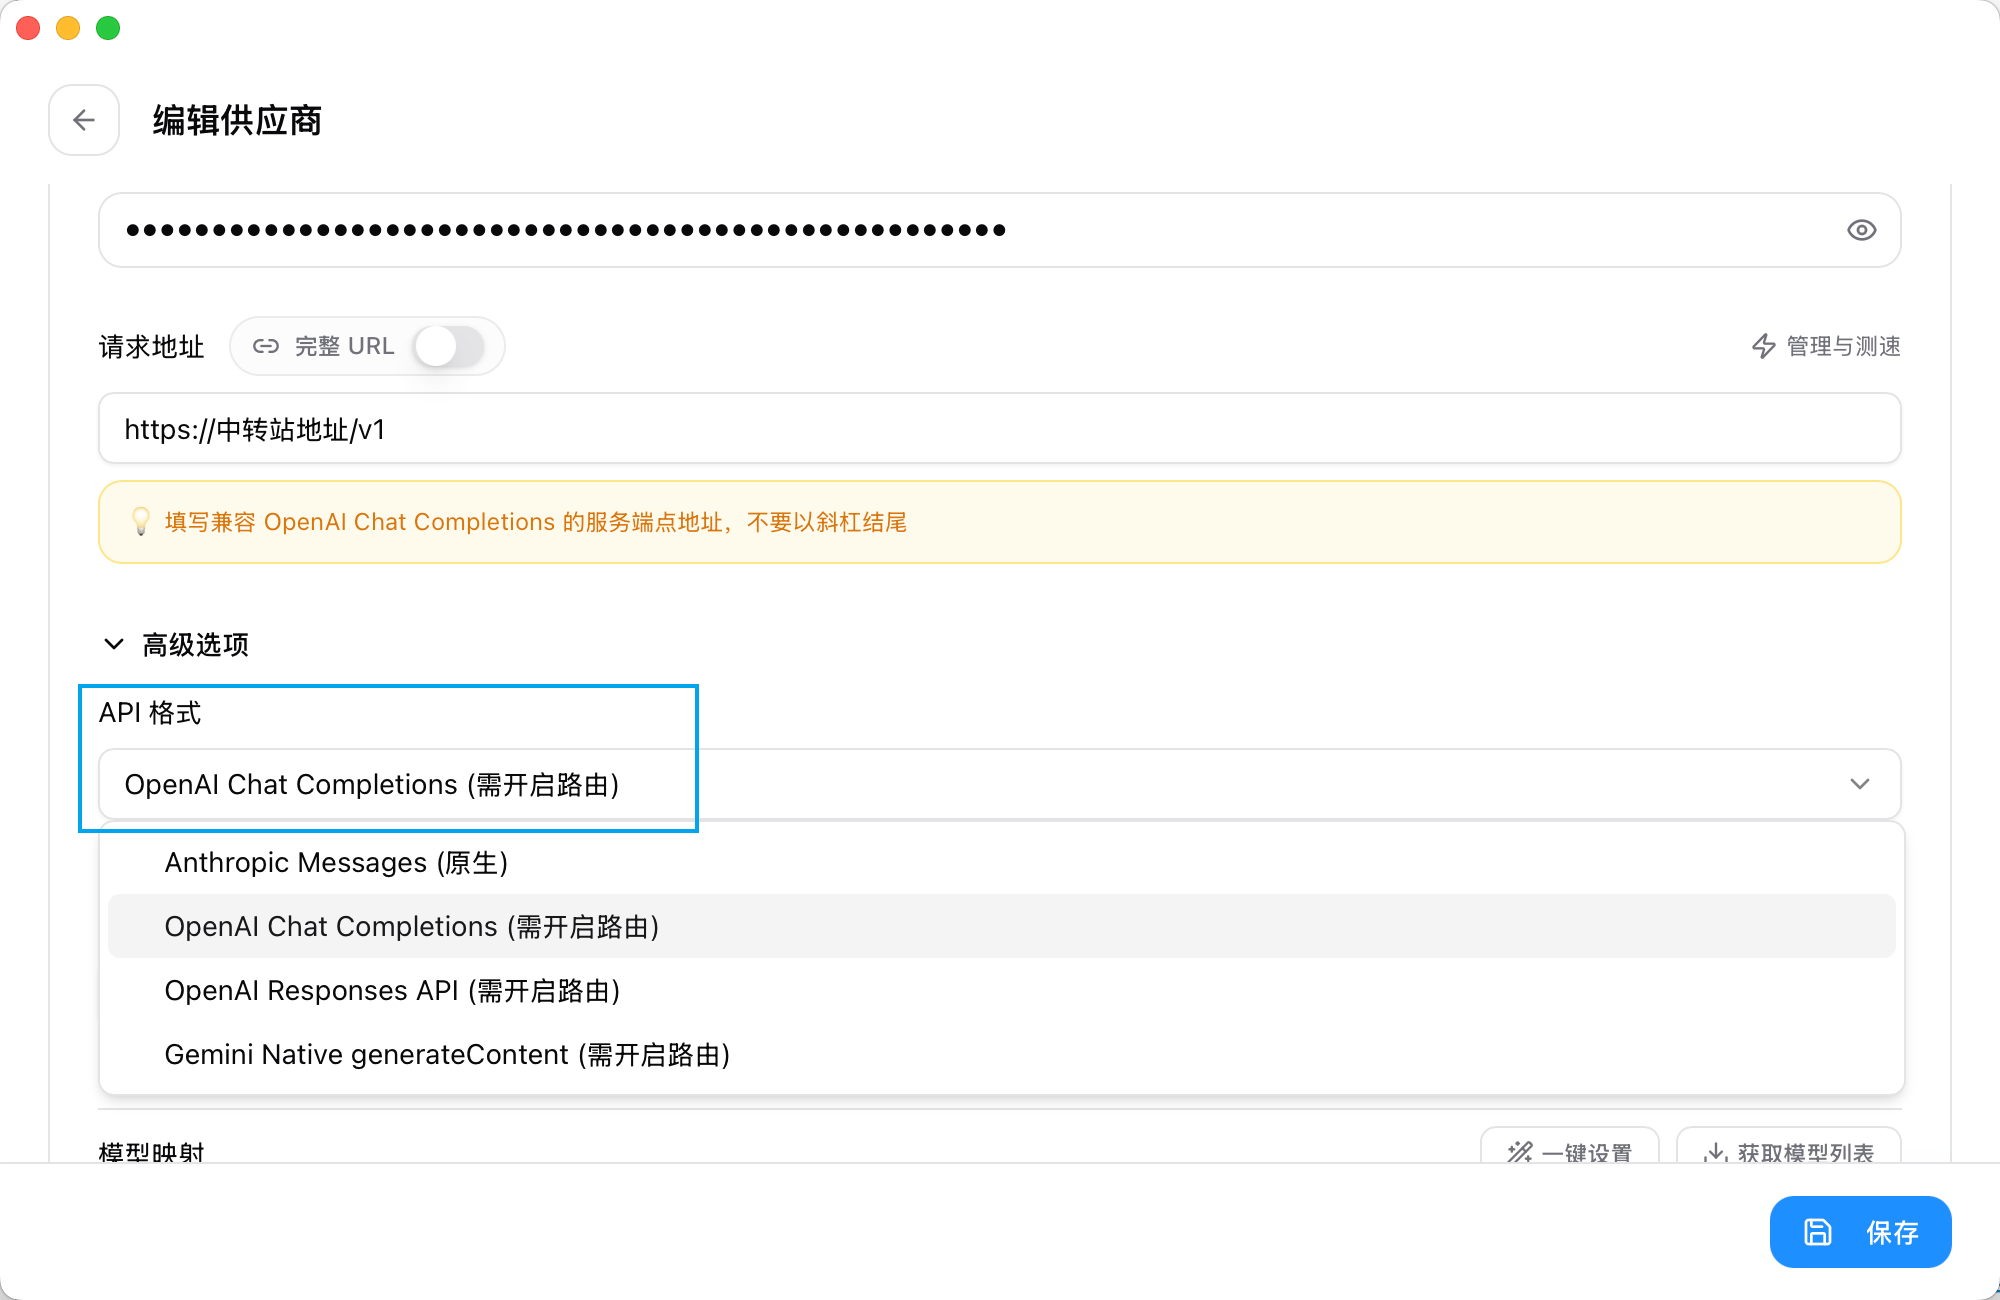 编辑供应商
请求地址
完整 URL
管理与测速
https://中转站地址/v1
填写兼容 OpenAI Chat Completions 的服务端点地址，不要以斜杠结尾
高级选项
API 格式
OpenAI Chat Completions (需开启路由)
Anthropic Messages (原生)
OpenAI Chat Completions (需开启路由)
OpenAI Responses API (需开启路由)
Gemini Native generateContent (需开启路由)
模型映射
一键设置
获取模型列表
保存